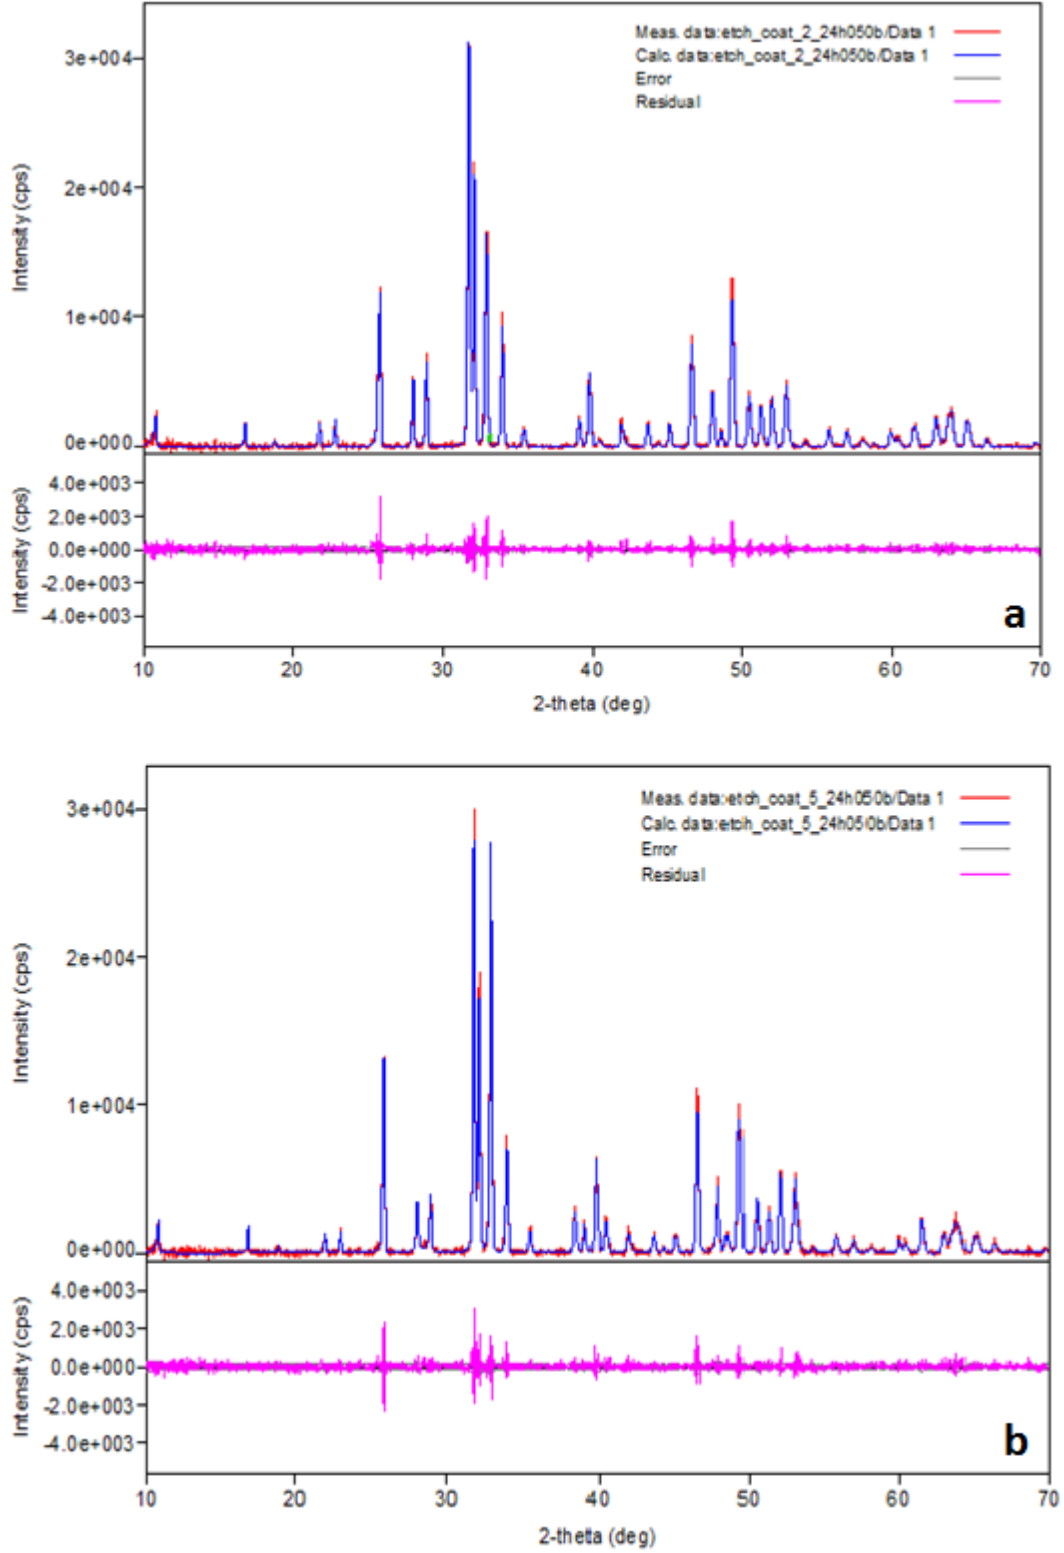 Meas. data:etch_coat_2_24h050b/Data 1
Calc. data:etch_coat_2_24h050b/Data 1
Error
Residual
Intensity (cps)
3e+004
2e+004
1e+004
0e+000
Intensity (cps)
4.0e+003
2.0e+003
0.0e+000
-2.0e+003
-4.0e+003
a
10 20 30 40 50 60 70
2-theta (deg)
Meas. data:etch_coat_5_24h050b/Data 1
Calc. data:etch_coat_5_24h050b/Data 1
Error
Residual
Intensity (cps)
3e+004
2e+004
1e+004
0e+000
Intensity (cps)
4.0e+003
2.0e+003
0.0e+000
-2.0e+003
-4.0e+003
b
10 20 30 40 50 60 70
2-theta (deg)